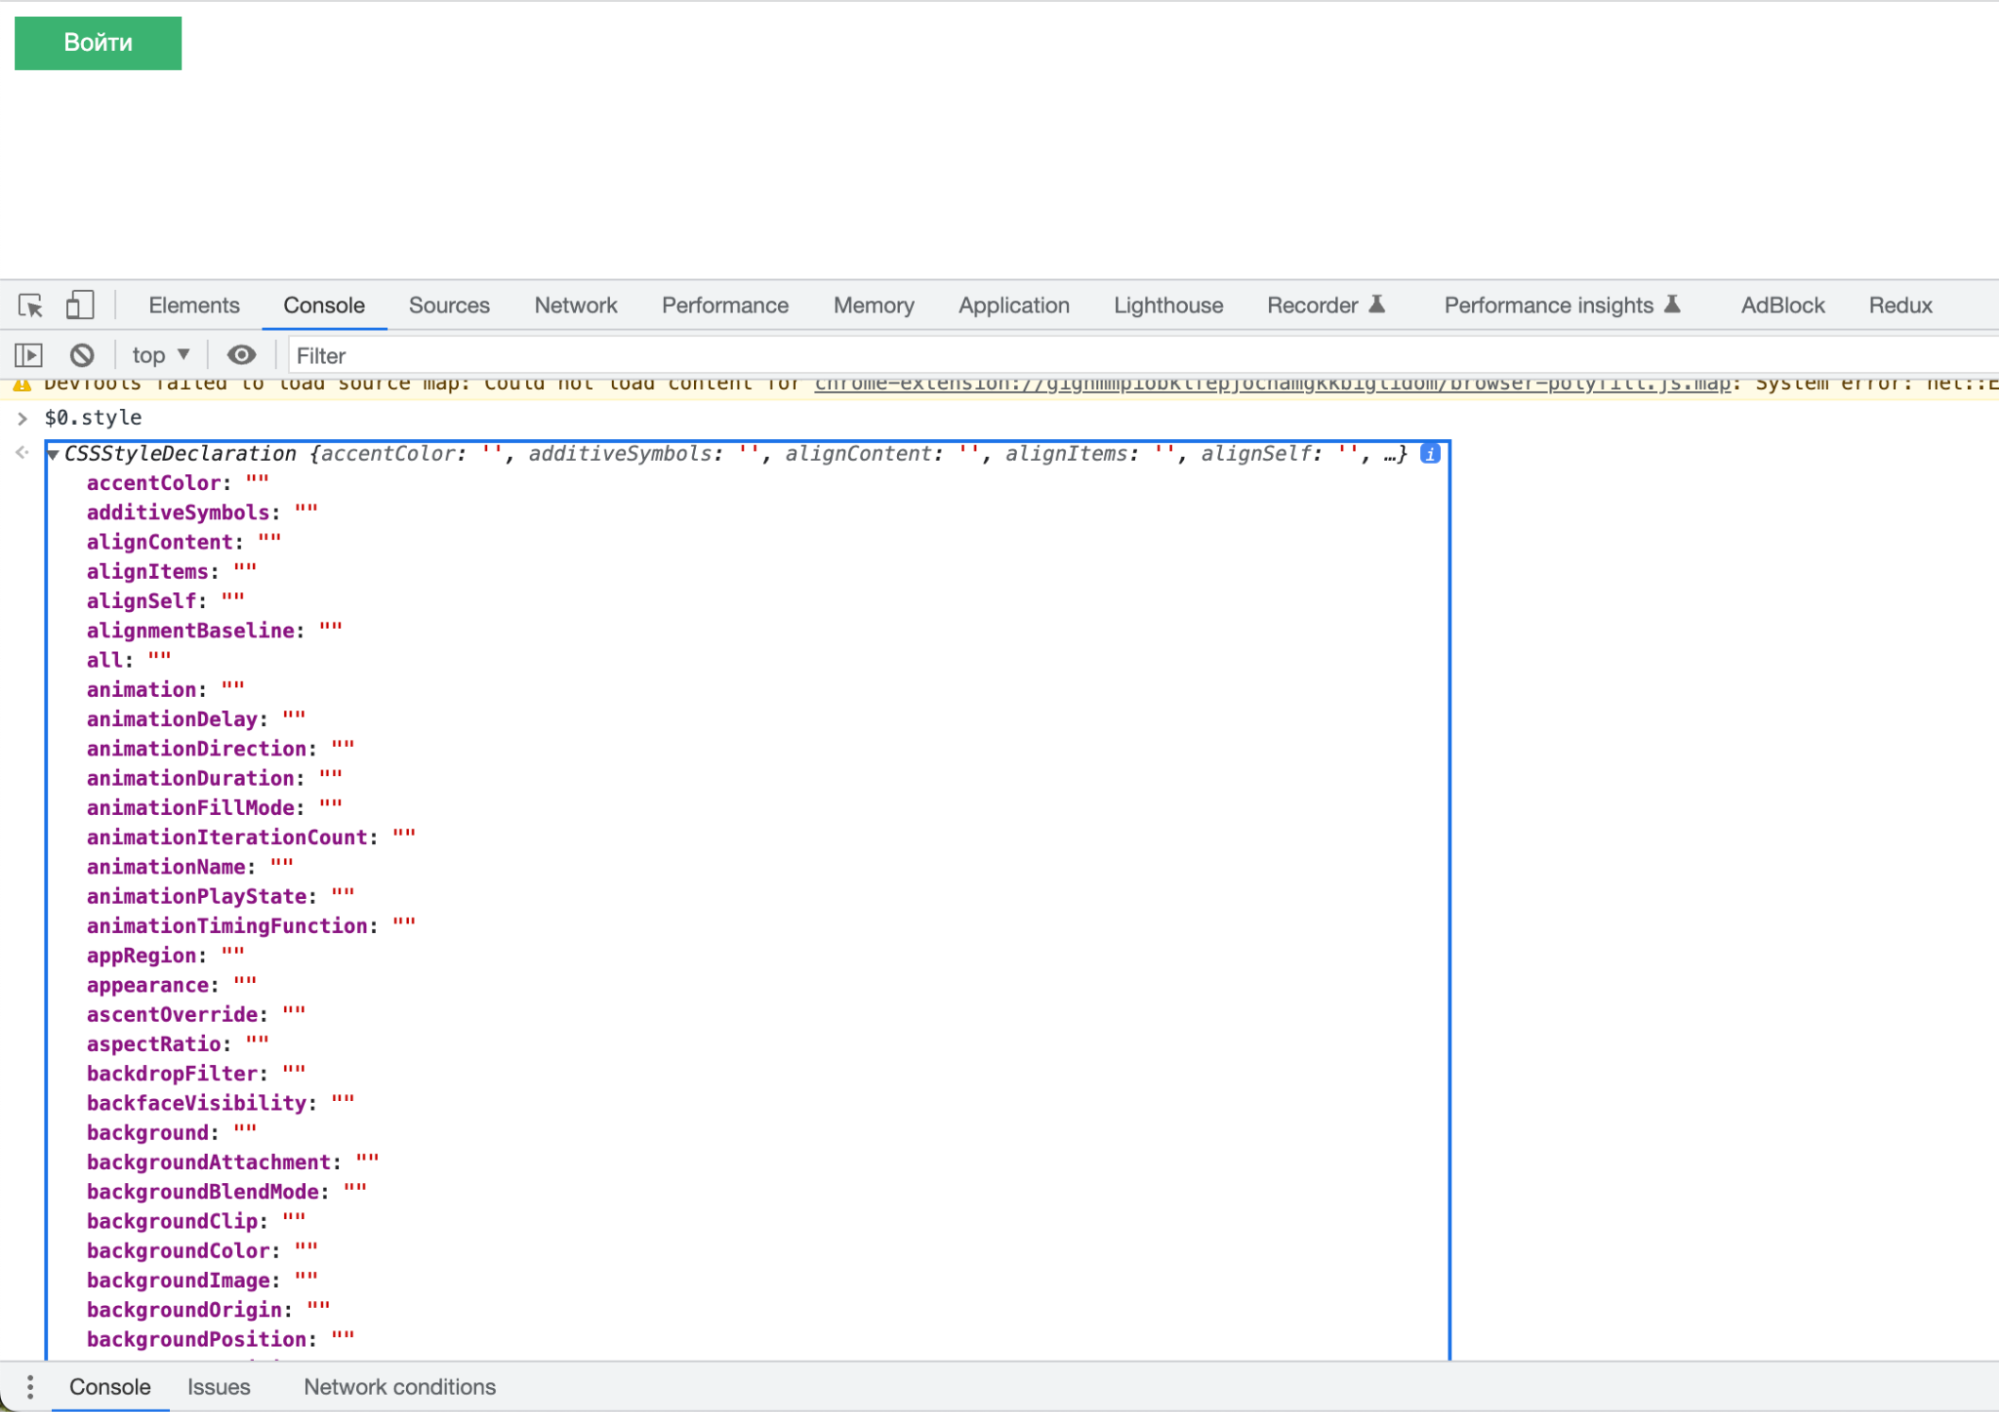 Войти
Elements Console Sources Network Performance Memory Application Lighthouse Recorder Performance insights AdBlock Redux
top ▼ Filter
DevTools failed to load source map: Could not load content for chrome-extension://gighmmpiobklfepjocnamgkkbiglidom/browser-polyfill.js.map: System error: net::E
> $0.style
CSSStyleDeclaration {accentColor: '', additiveSymbols: '', alignContent: '', alignItems: '', alignSelf: '', …} i
accentColor: ""
additiveSymbols: ""
alignContent: ""
alignItems: ""
alignSelf: ""
alignmentBaseline: ""
all: ""
animation: ""
animationDelay: ""
animationDirection: ""
animationDuration: ""
animationFillMode: ""
animationIterationCount: ""
animationName: ""
animationPlayState: ""
animationTimingFunction: ""
appRegion: ""
appearance: ""
ascentOverride: ""
aspectRatio: ""
backdropFilter: ""
backfaceVisibility: ""
background: ""
backgroundAttachment: ""
backgroundBlendMode: ""
backgroundClip: ""
backgroundColor: ""
backgroundImage: ""
backgroundOrigin: ""
backgroundPosition: ""
Console Issues Network conditions